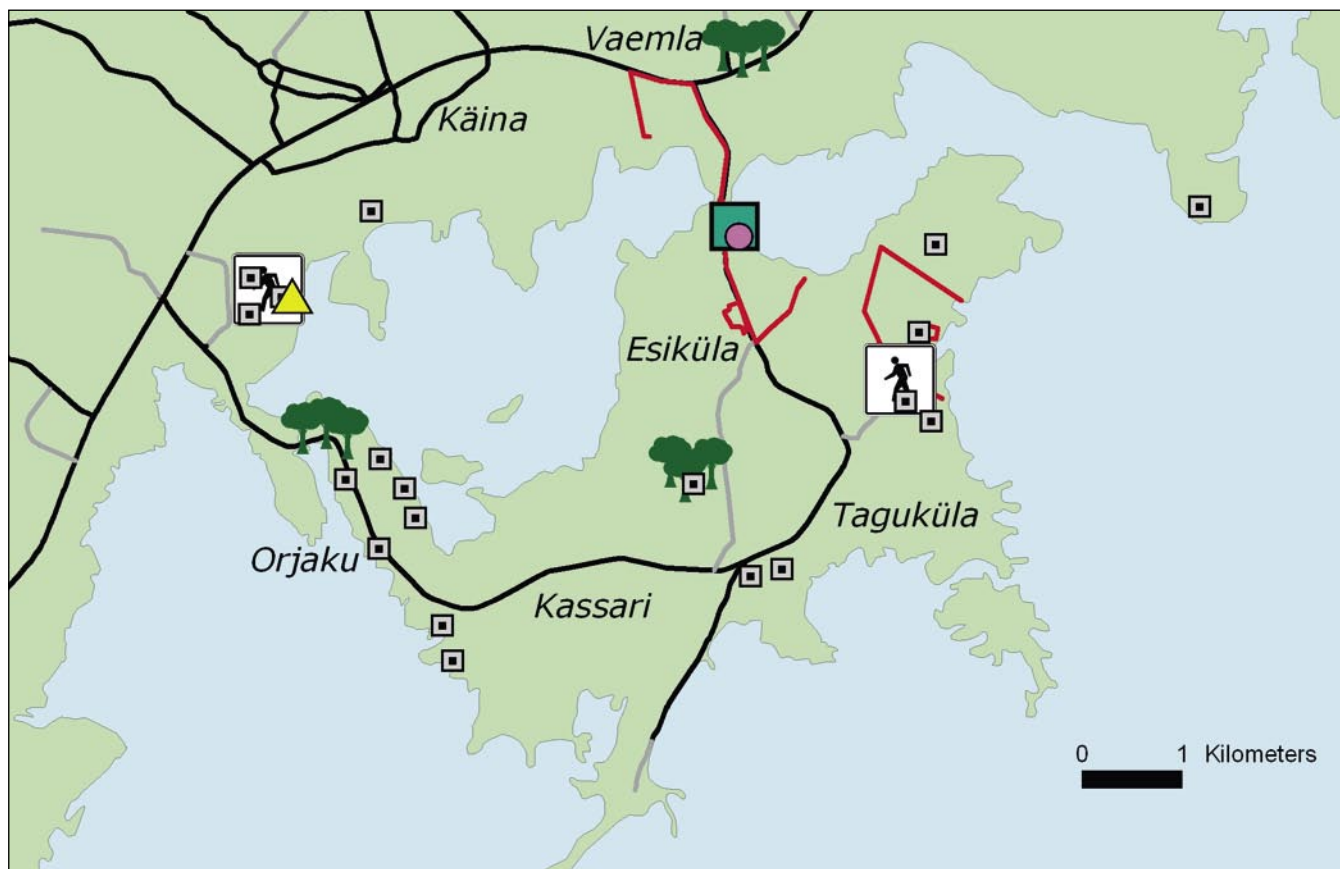 Vaemla
Käina
Esiküla
Taguküla
Orjaku
Kassari
0 1 Kilometers